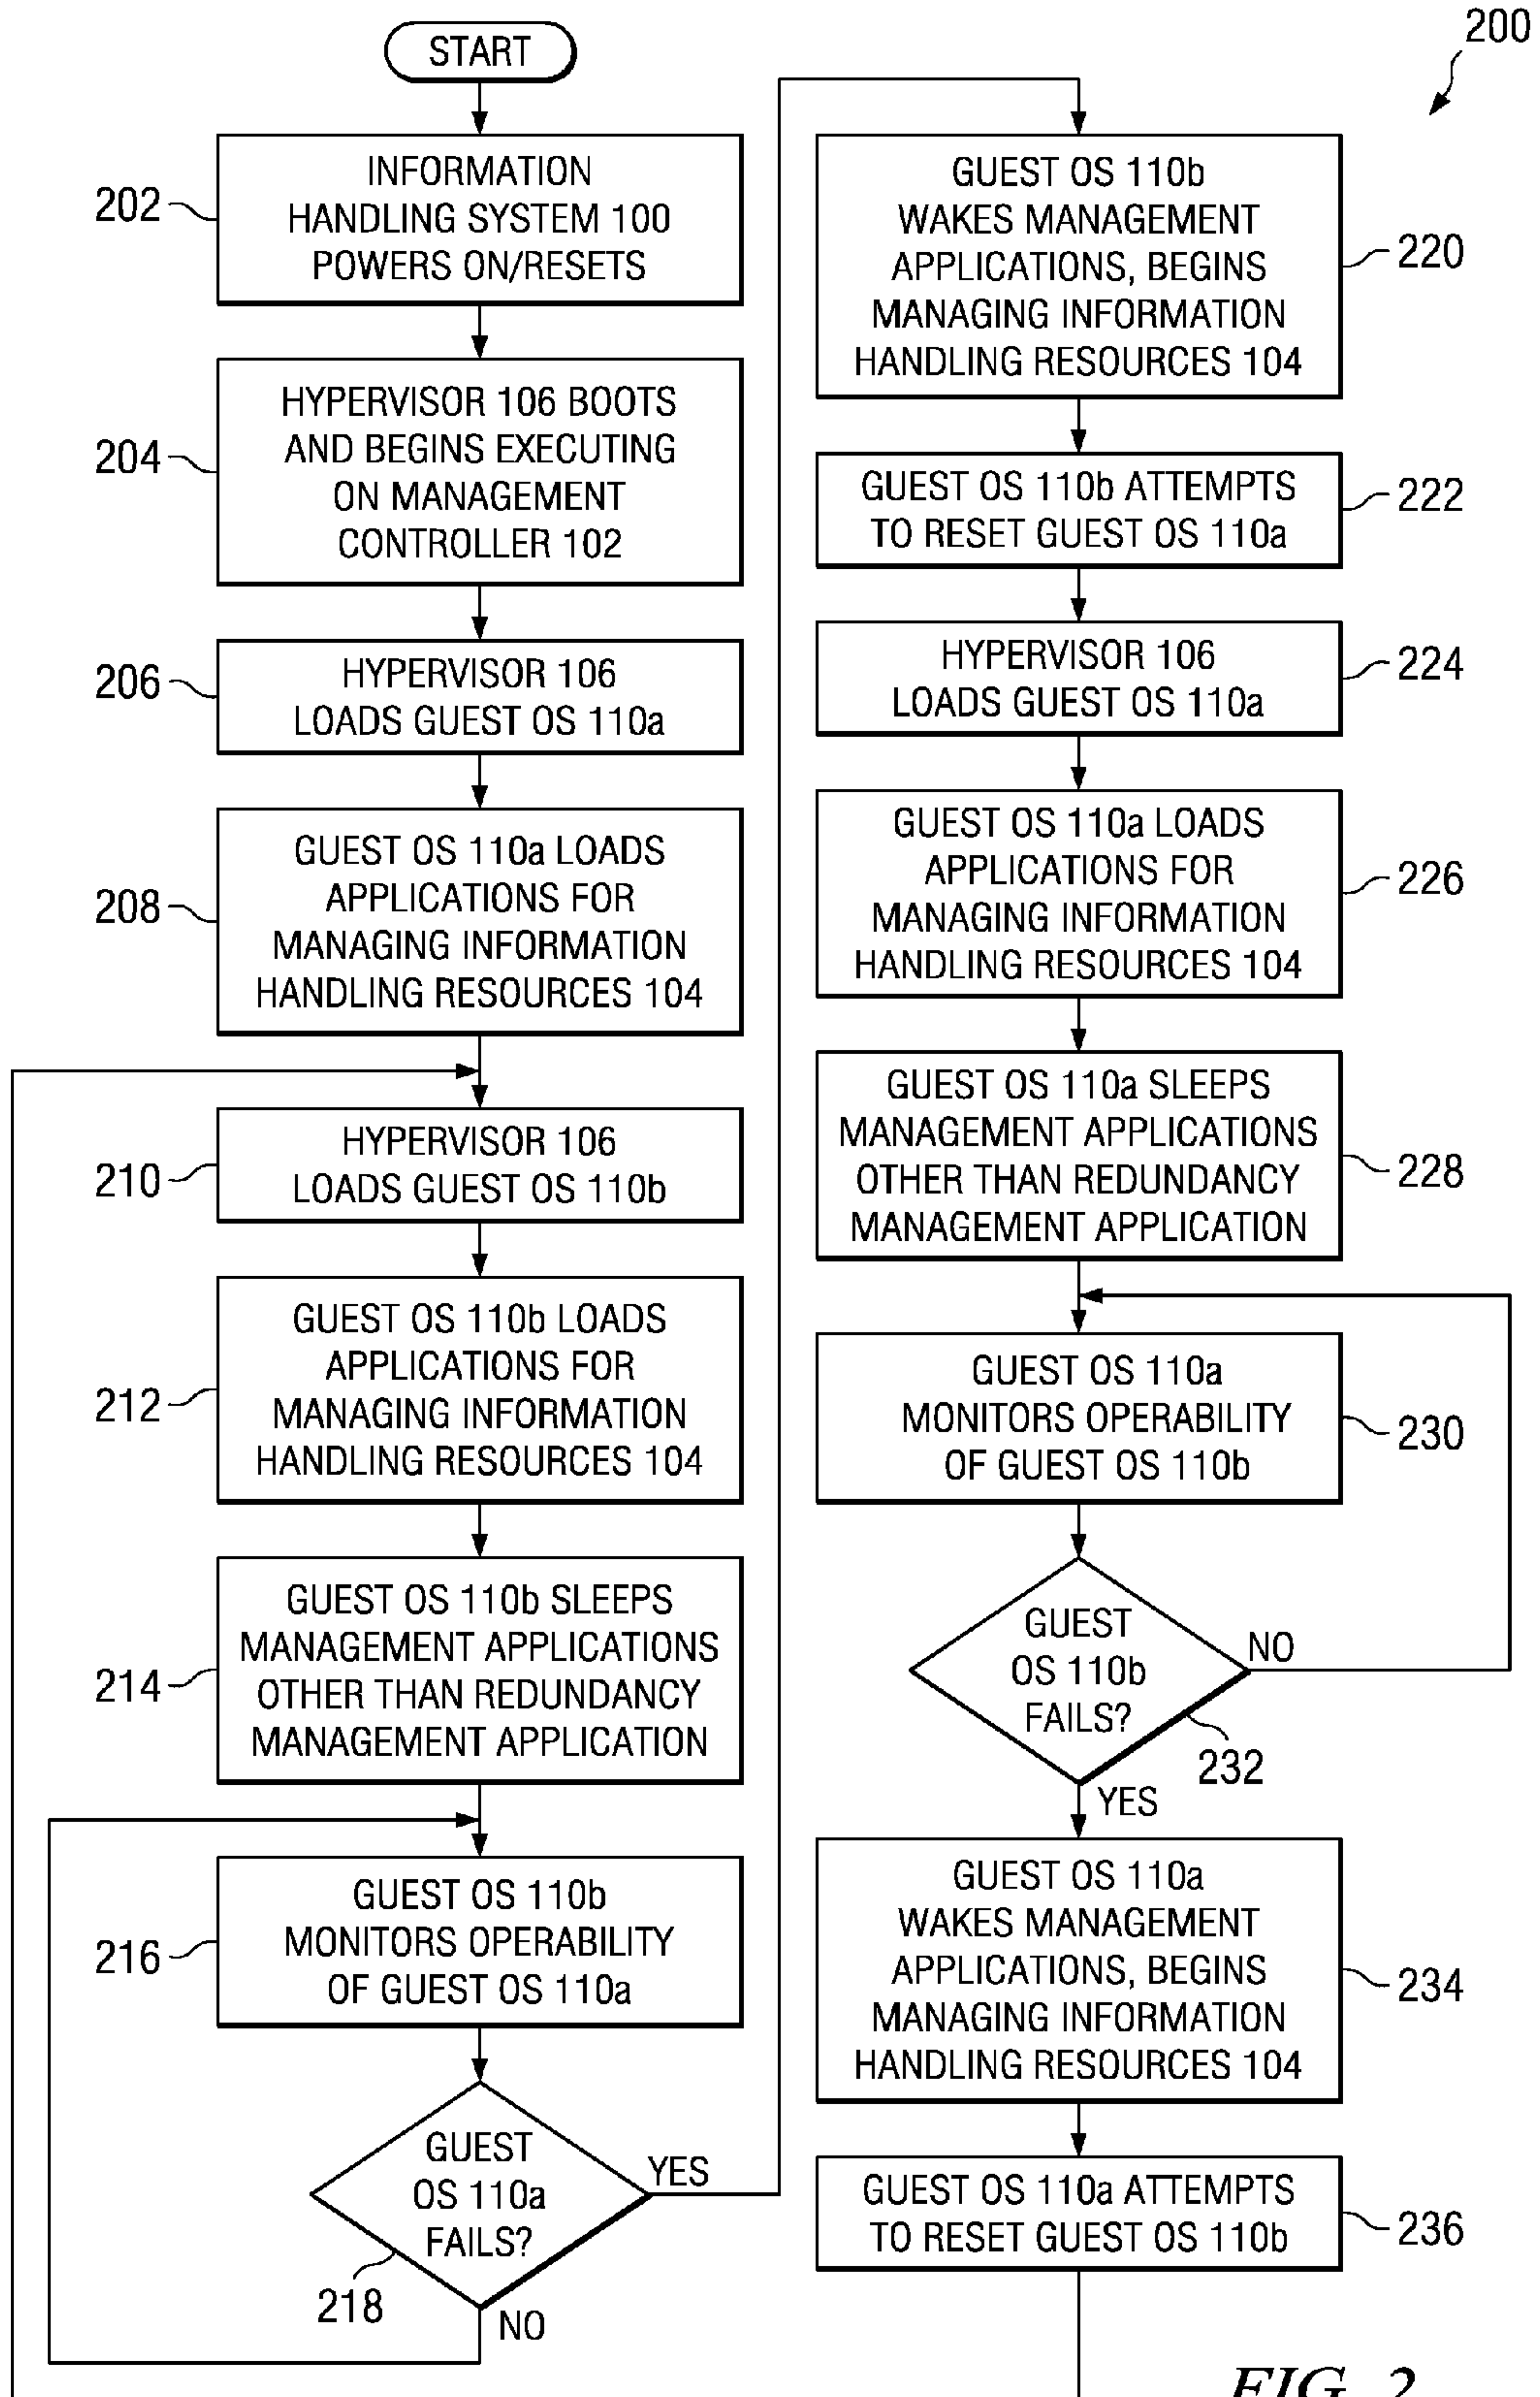 200
START
202
INFORMATION
HANDLING SYSTEM 100
POWERS ON/RESETS
204
HYPERVISOR 106 BOOTS
AND BEGINS EXECUTING
ON MANAGEMENT
CONTROLLER 102
206
HYPERVISOR 106
LOADS GUEST OS 110a
208
GUEST OS 110a LOADS
APPLICATIONS FOR
MANAGING INFORMATION
HANDLING RESOURCES 104
210
HYPERVISOR 106
LOADS GUEST OS 110b
212
GUEST OS 110b LOADS
APPLICATIONS FOR
MANAGING INFORMATION
HANDLING RESOURCES 104
214
GUEST OS 110b SLEEPS
MANAGEMENT APPLICATIONS
OTHER THAN REDUNDANCY
MANAGEMENT APPLICATION
216
GUEST OS 110b
MONITORS OPERABILITY
OF GUEST OS 110a
GUEST
OS 110a
FAILS?
YES
218
NO
GUEST OS 110b
WAKES MANAGEMENT
APPLICATIONS, BEGINS
MANAGING INFORMATION
HANDLING RESOURCES 104
220
GUEST OS 110b ATTEMPTS
TO RESET GUEST OS 110a
222
HYPERVISOR 106
LOADS GUEST OS 110a
224
GUEST OS 110a LOADS
APPLICATIONS FOR
MANAGING INFORMATION
HANDLING RESOURCES 104
226
GUEST OS 110a SLEEPS
MANAGEMENT APPLICATIONS
OTHER THAN REDUNDANCY
MANAGEMENT APPLICATION
228
GUEST OS 110a
MONITORS OPERABILITY
OF GUEST OS 110b
230
GUEST
OS 110b
FAILS?
NO
232
YES
GUEST OS 110a
WAKES MANAGEMENT
APPLICATIONS, BEGINS
MANAGING INFORMATION
HANDLING RESOURCES 104
234
GUEST OS 110a ATTEMPTS
TO RESET GUEST OS 110b
236
FIG. 2